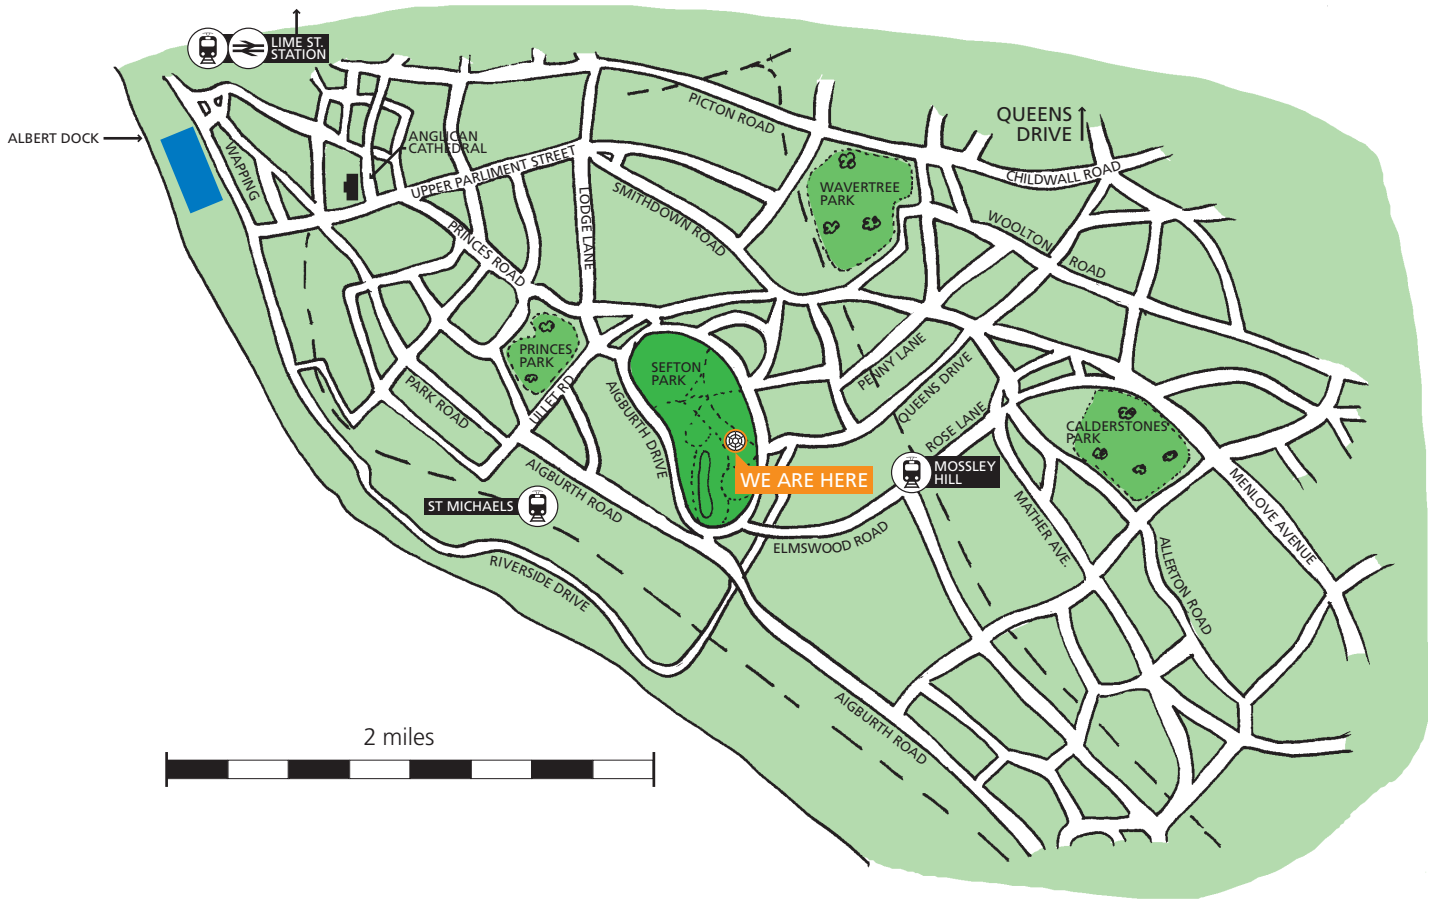 LIME ST.
STATION
ALBERT DOCK
WAPPING
ANGLICAN
CATHEDRAL
UPPER PARLIMENT STREET
PICTON ROAD
QUEENS
DRIVE
CHILDWALL ROAD
WAVERTREE
PARK
WOOLTON
ROAD
LODGE LANE
SMITHDOWN ROAD
PRINCES ROAD
PRINCES
PARK
ULLET RD
SEFTON
PARK
PENNY LANE
QUEENS DRIVE
ROSE LANE
CALDERSTONES
PARK
PARK ROAD
AIGBURTH DRIVE
WE ARE HERE
MOSSLEY
HILL
MENLOVE AVENUE
ST MICHAELS
AIGBURTH ROAD
ELMSWOOD ROAD
MATHER AVE.
ALLERTON ROAD
RIVERSIDE DRIVE
AIGBURTH ROAD
2 miles